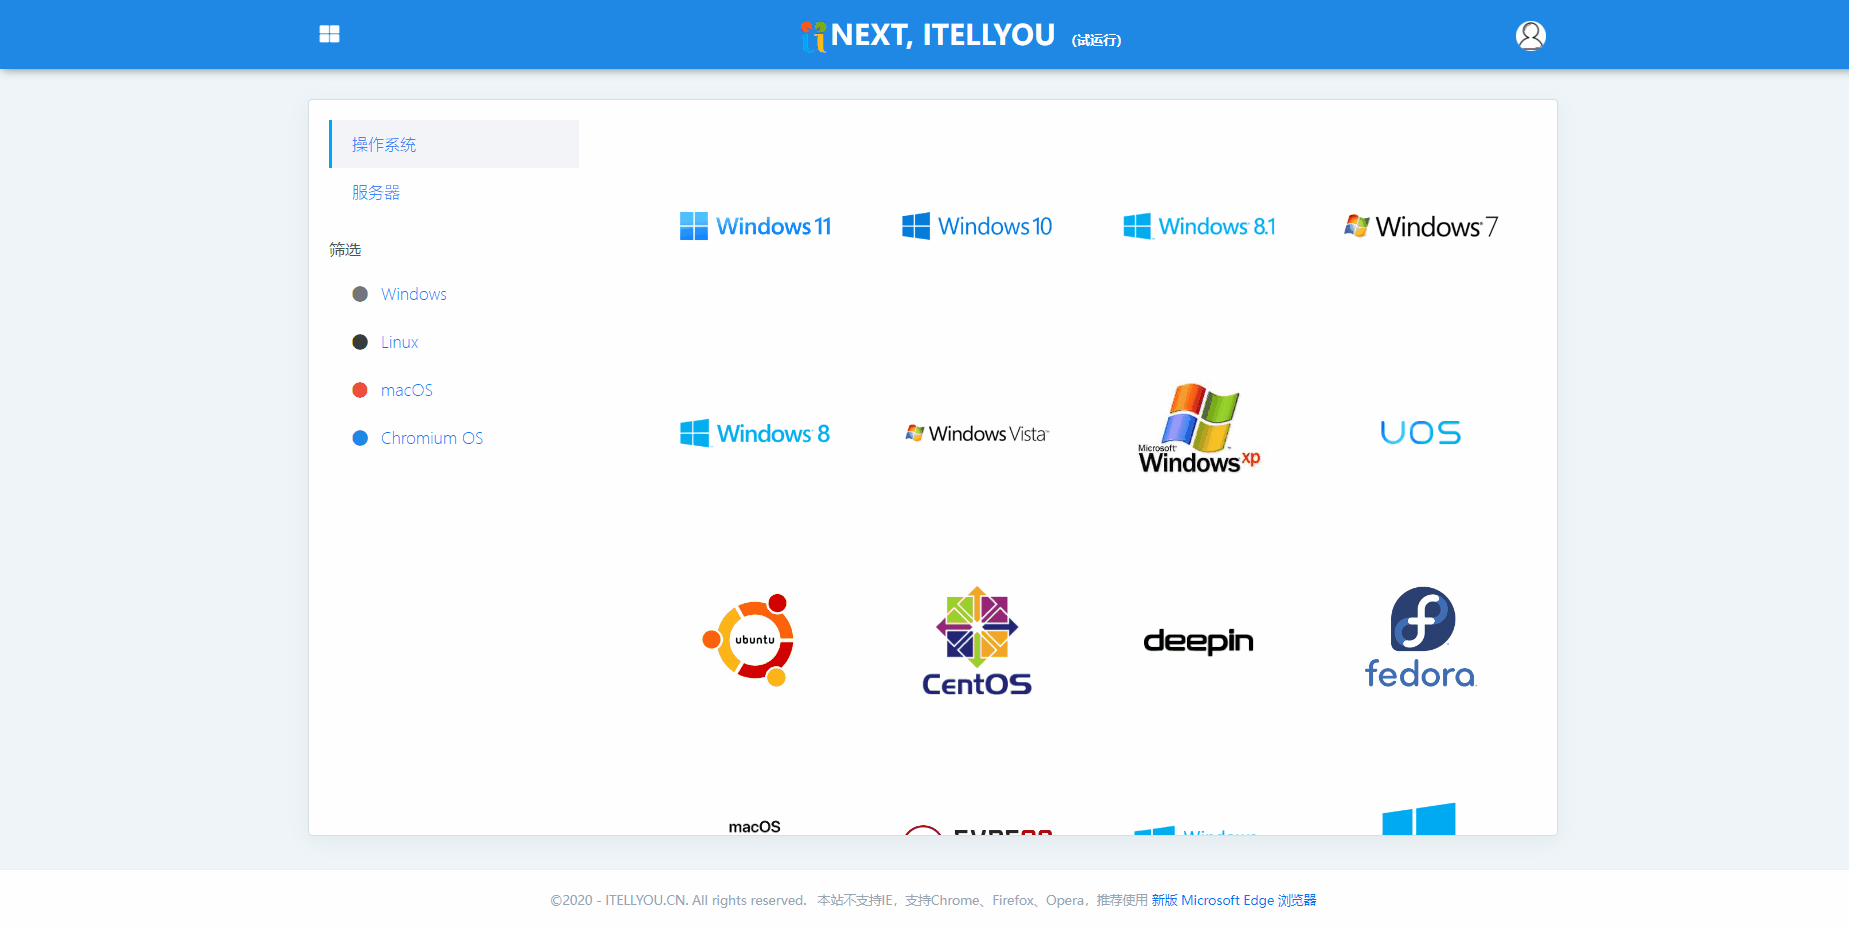 NEXT, ITELLYOU (试运行)
操作系统
服务器
筛选
Windows
Linux
macOS
Chromium OS
Windows 11
Windows 10
Windows 8.1
Windows 7
Windows 8
Windows Vista™
Microsoft®
Windows xp
UOS
ubuntu
CentOS
deepin
fedora
macOS
Windows
©2020 - ITELLYOU.CN. All rights reserved. 本站不支持IE，支持Chrome、Firefox、Opera，推荐使用 新版 Microsoft Edge 浏览器